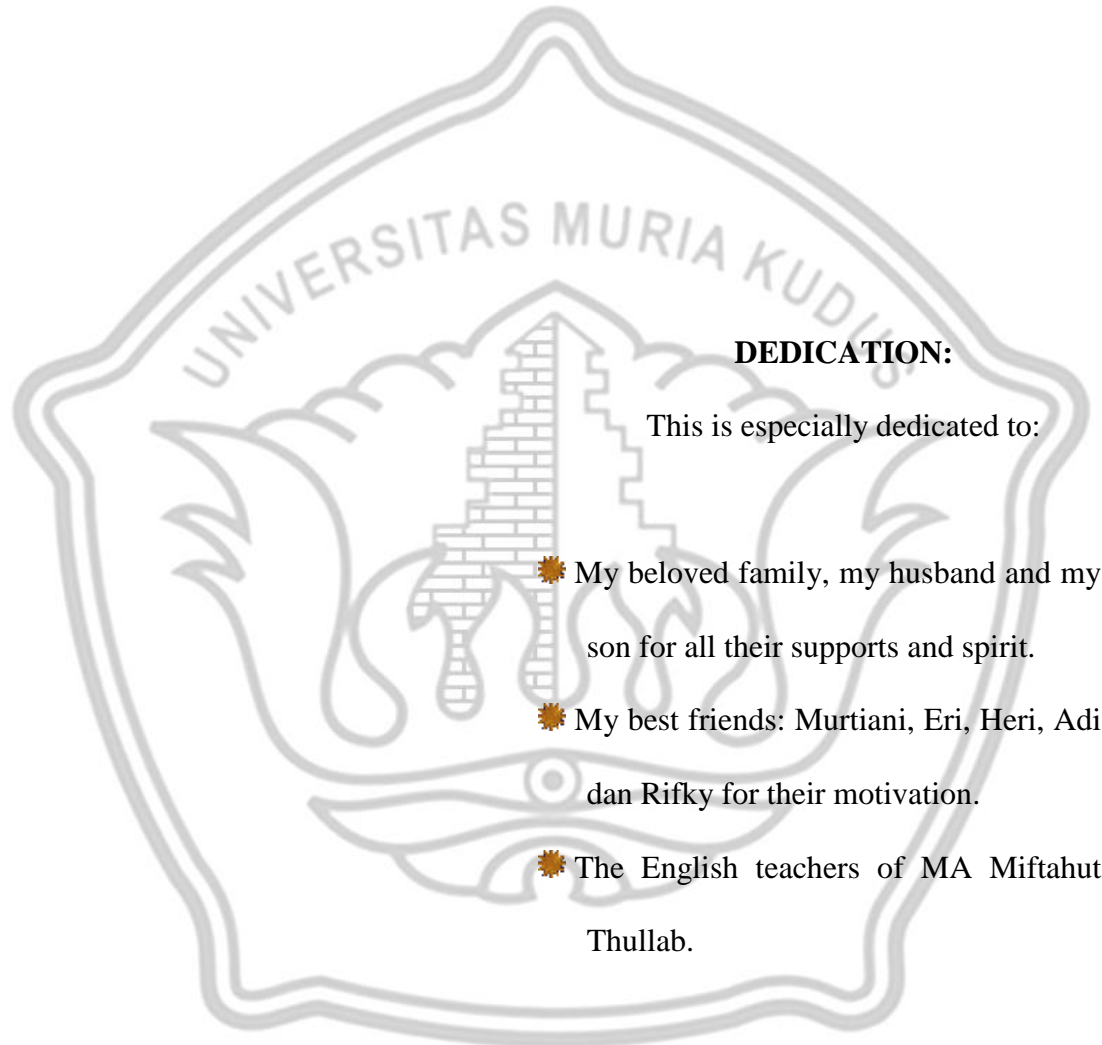 UNIVERSITAS MURIA KUDUS
DEDICATION:
This is especially dedicated to:
My beloved family, my husband and my
son for all their supports and spirit.
My best friends: Murtiani, Eri, Heri, Adi
dan Rifky for their motivation.
The English teachers of MA Miftahut
Thullab.